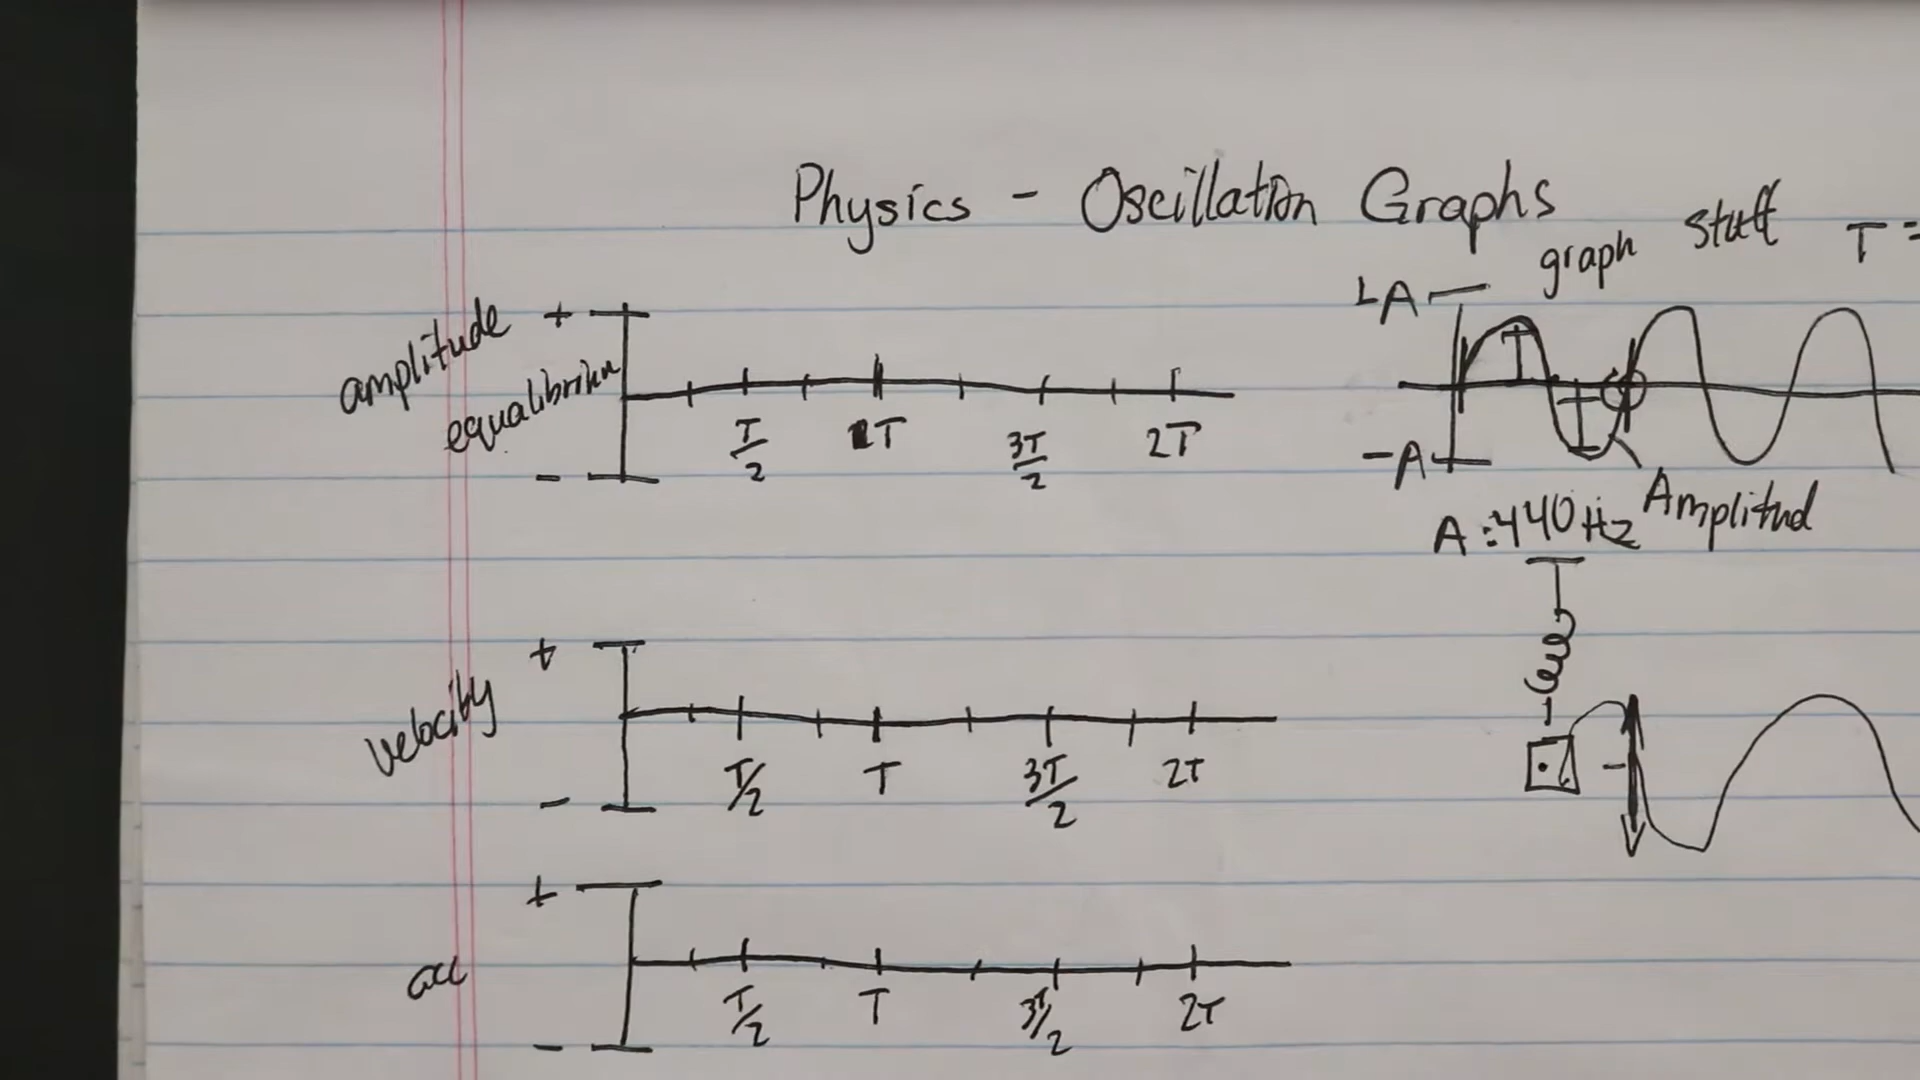 Physics - Oscillation Graphs
graph stuff T =
amplitude +
equalibrium
-
T/2 T 3T/2 2T
+A
-A
Amplitud
A: 440 Hz
velocity +
-
T/2 T 3T/2 2T
acc +
-
T/2 T 3T/2 2T